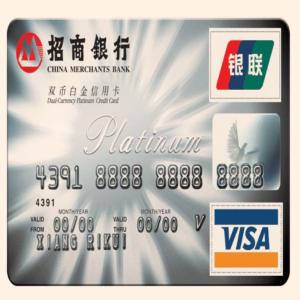 招商银行
CHINA MERCHANTS BANK
双币白金信用卡
Dual-Currency Platinum Credit Card
银联
Platinum
4391 8888 8888 8888
4391
MONTH/YEAR MONTH/YEAR
VALID FROM 00/00 VALID THRU 00/00 V
XIANG RIKUI
VISA